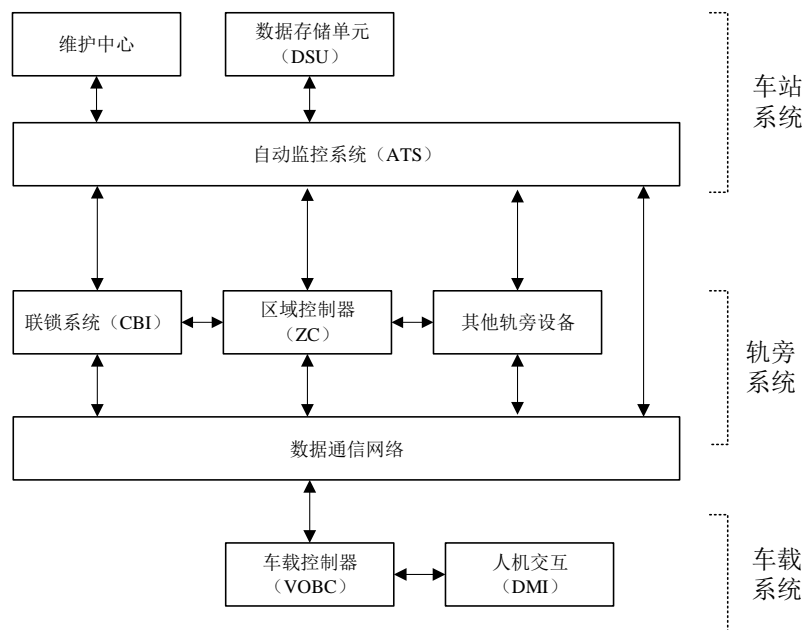 维护中心
数据存储单元
（DSU）
自动监控系统（ATS）
车站
系统
联锁系统（CBI）
区域控制器
（ZC）
其他轨旁设备
轨旁
系统
数据通信网络
车载控制器
（VOBC）
人机交互
（DMI）
车载
系统